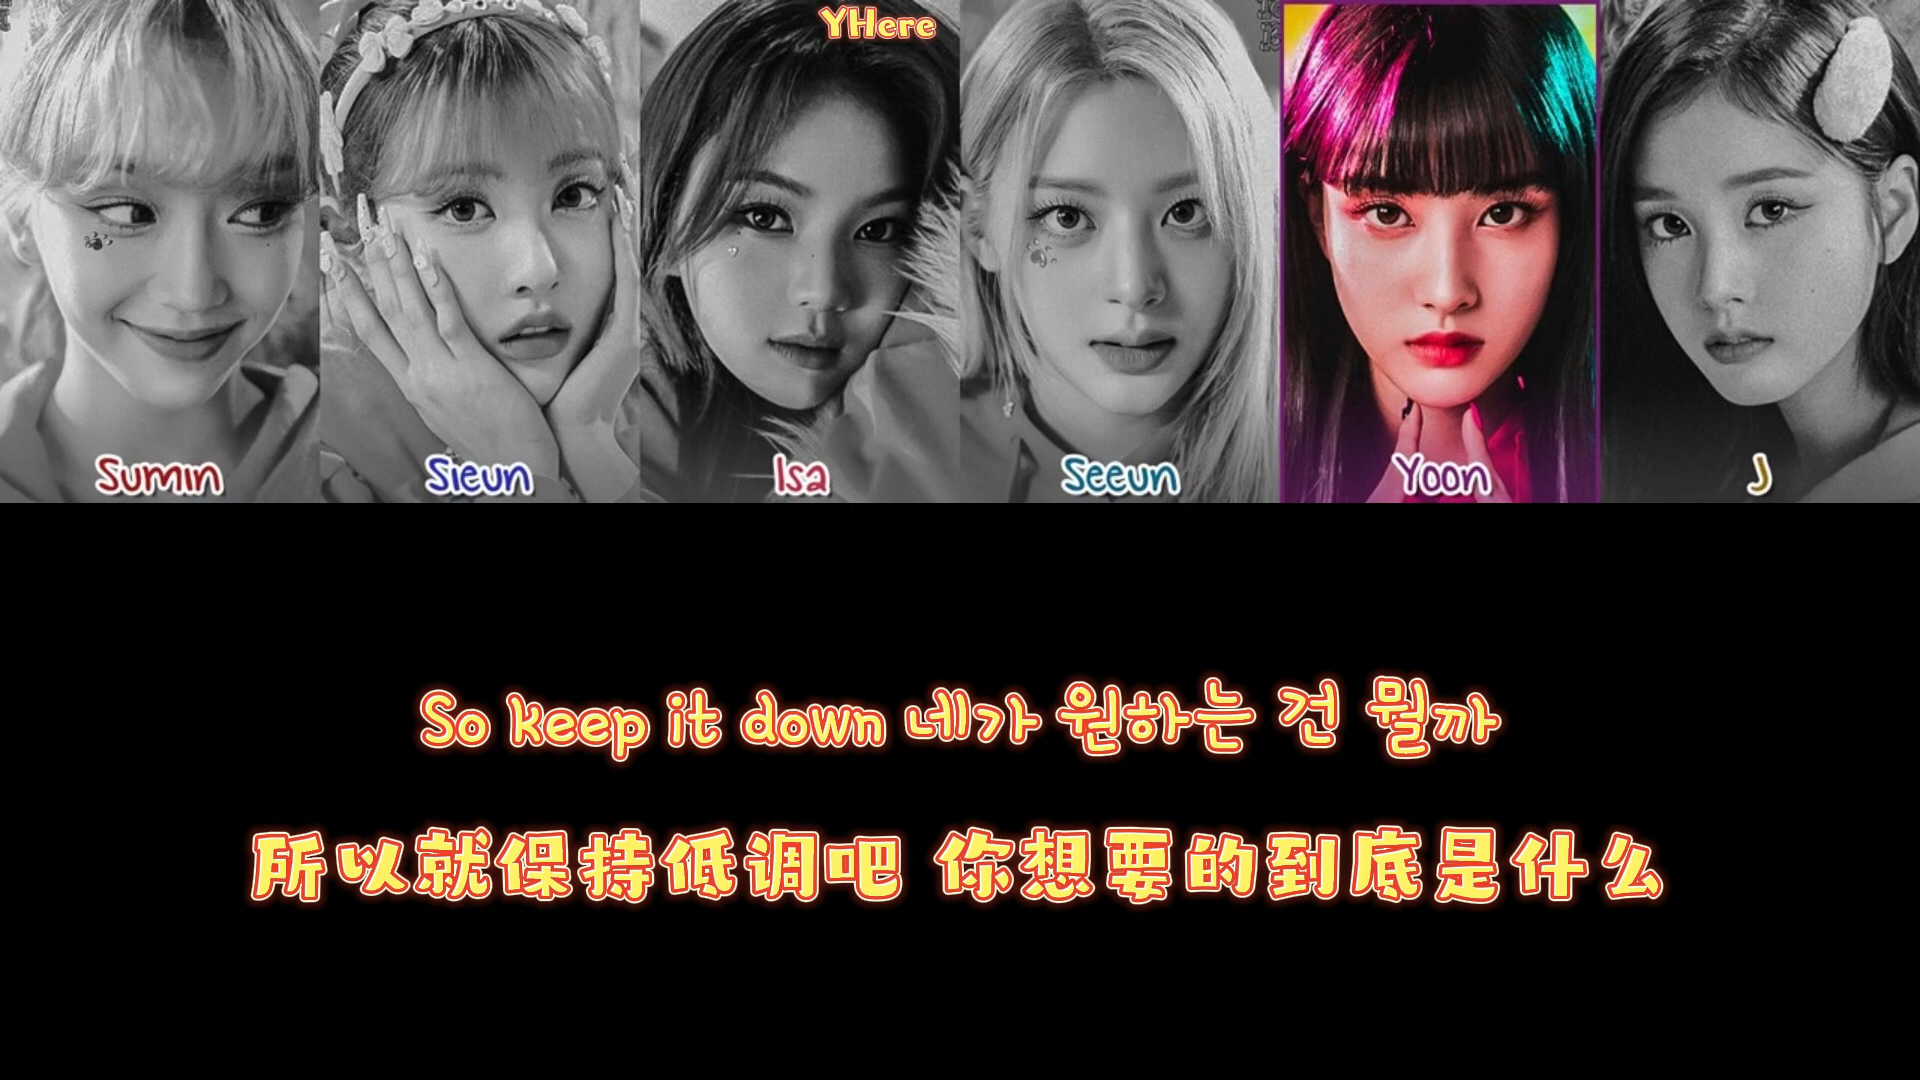 YHere
Sumin
Sieun
Isa
Seeun
Yoon
J
So keep it down 네가 원하는 건 뭘까
所以就保持低调吧 你想要的到底是什么